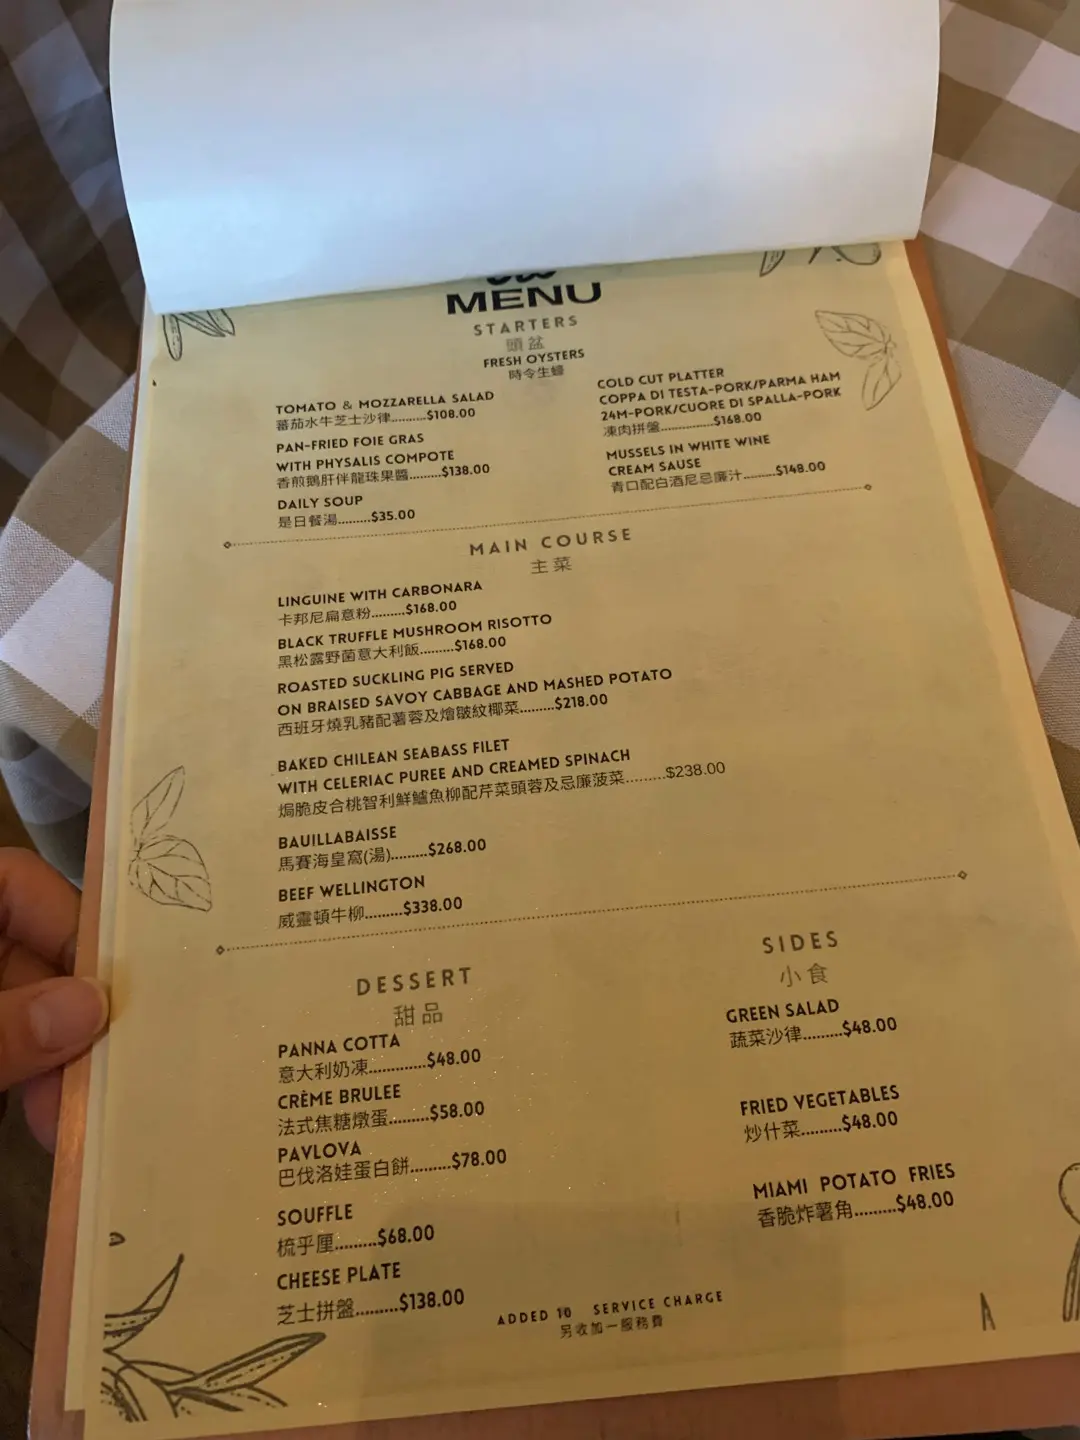 MENU
STARTERS
頭盆
FRESH OYSTERS
時令生蠔
TOMATO & MOZZARELLA SALAD
蕃茄水牛芝士沙律..........$108.00
PAN-FRIED FOIE GRAS
WITH PHYSALIS COMPOTE
香煎鵝肝伴龍珠果醬.........$138.00
DAILY SOUP
是日餐湯.........$35.00
COLD CUT PLATTER
COPPA DI TESTA-PORK/PARMA HAM
24M-PORK/CUORE DI SPALLA-PORK
凍肉拼盤...............$168.00
MUSSELS IN WHITE WINE
CREAM SAUSE
青口配白酒尼忌廉汁.........$148.00
MAIN COURSE
主菜
LINGUINE WITH CARBONARA
卡邦尼扁意粉.........$168.00
BLACK TRUFFLE MUSHROOM RISOTTO
黑松露野菌意大利飯.........$168.00
ROASTED SUCKLING PIG SERVED
ON BRAISED SAVOY CABBAGE AND MASHED POTATO
西班牙燒乳豬配薯蓉及燴皺紋椰菜.........$218.00
BAKED CHILEAN SEABASS FILET
WITH CELERIAC PUREE AND CREAMED SPINACH
焗脆皮合桃智利鮮鱸魚柳配芹菜頭蓉及忌廉菠菜.........$238.00
BAUILLABAISSE
馬賽海皇窩(湯).........$268.00
BEEF WELLINGTON
威靈頓牛柳.........$338.00
DESSERT
甜品
PANNA COTTA
意大利奶凍.............$48.00
CRÈME BRULEE
法式焦糖燉蛋.........$58.00
PAVLOVA
巴伐洛娃蛋白餅.........$78.00
SOUFFLE
梳乎厘.........$68.00
CHEESE PLATE
芝士拼盤.........$138.00
SIDES
小食
GREEN SALAD
蔬菜沙律.........$48.00
FRIED VEGETABLES
炒什菜.........$48.00
MIAMI POTATO FRIES
香脆炸薯角.........$48.00
ADDED 10 SERVICE CHARGE
另收加一服務費